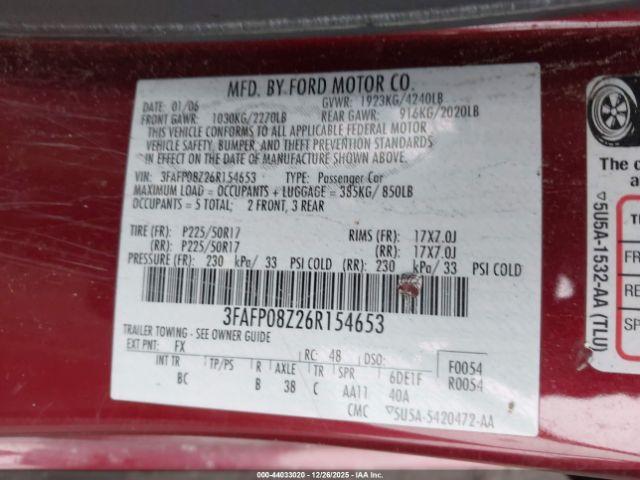 MFD. BY FORD MOTOR CO.
DATE: 01/06 GVWR: 1923KG/4240LB
FRONT GAWR: 1030KG/2270LB REAR GAWR: 916KG/2020LB
THIS VEHICLE CONFORMS TO ALL APPLICABLE FEDERAL MOTOR
VEHICLE SAFETY, BUMPER, AND THEFT PREVENTION STANDARDS
IN EFFECT ON THE DATE OF MANUFACTURE SHOWN ABOVE.
VIN: 3FAFP08Z26R154653 TYPE: Passenger Car
MAXIMUM LOAD = OCCUPANTS + LUGGAGE = 385KG/ 850LB
OCCUPANTS = 5 TOTAL: 2 FRONT, 3 REAR
TIRE (FR): P225/50R17 RIMS (FR): 17X7.0J
(RR): P225/50R17 (RR): 17X7.0J
PRESSURE (FR): 230 kPa/ 33 PSI COLD (RR): 230 kPa/ 33 PSI COLD
3FAFP08Z26R154653
TRAILER TOWING - SEE OWNER GUIDE
EXT PNT: FX RC: 48 DSO: F0054
INT TR TP/PS R AXLE TR SPR 6DE1F R0054
BC B 38 C AA11 40A
CMC ▽5U5A-5420472-AA
The c
▽5U5A-1532-AA (TLU)
000-44033020 | 12/26/2025 | COPYRIGHT IAA, LLC.